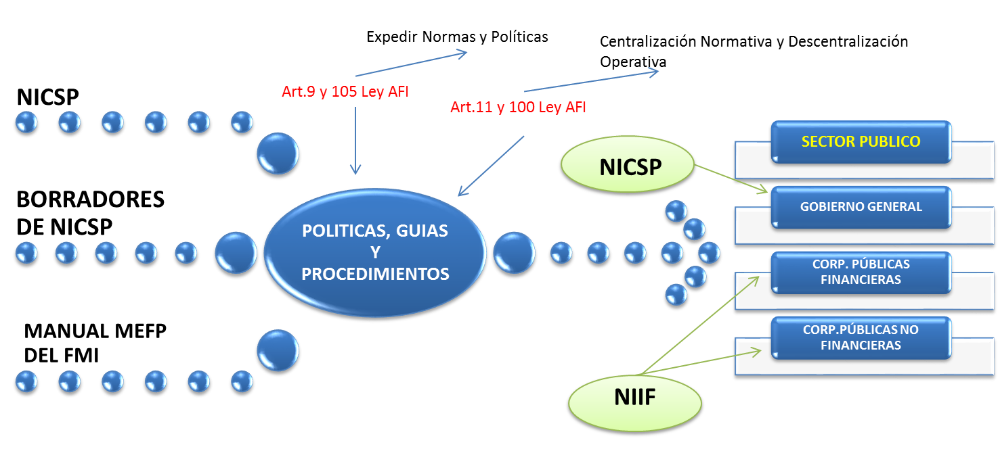 Expedir Normas y Políticas
Centralización Normativa y Descentralización
Operativa
Art.9 y 105 Ley AFI
Art.11 y 100 Ley AFI
NICSP
BORRADORES
DE NICSP
MANUAL MEFP
DEL FMI
POLITICAS, GUIAS
Y
PROCEDIMIENTOS
NICSP
NIIF
SECTOR PUBLICO
GOBIERNO GENERAL
CORP. PÚBLICAS
FINANCIERAS
CORP.PÚBLICAS NO
FINANCIERAS